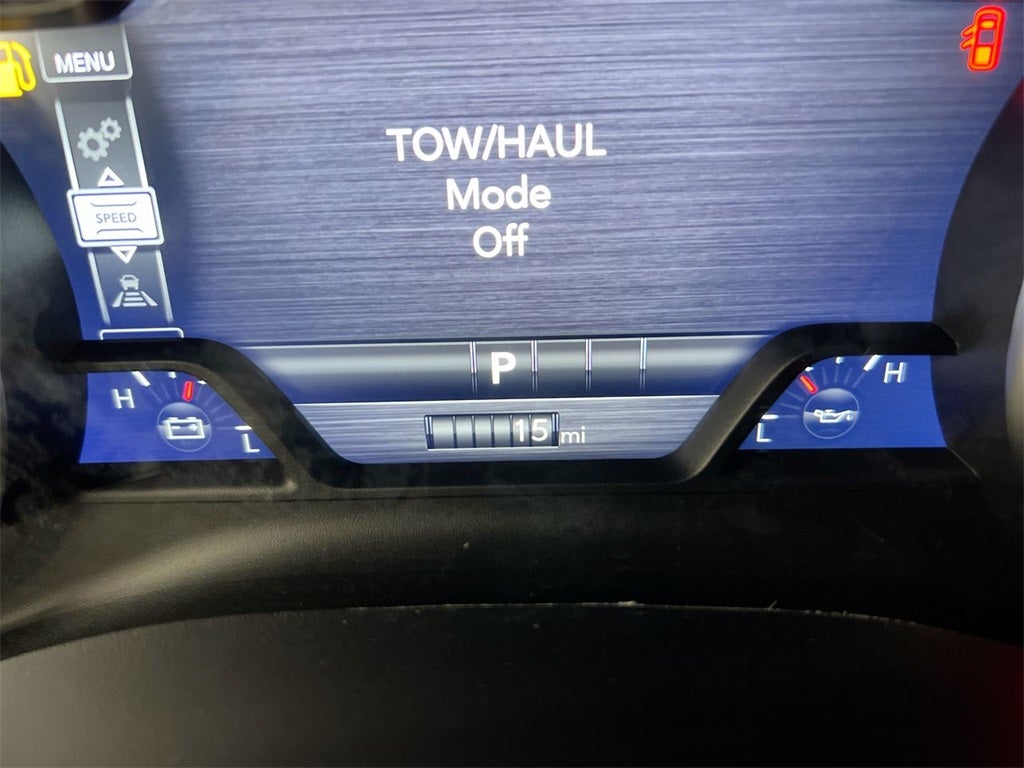 MENU
TOW/HAUL
Mode
Off
SPEED
P
H
H
15 mi
L
L